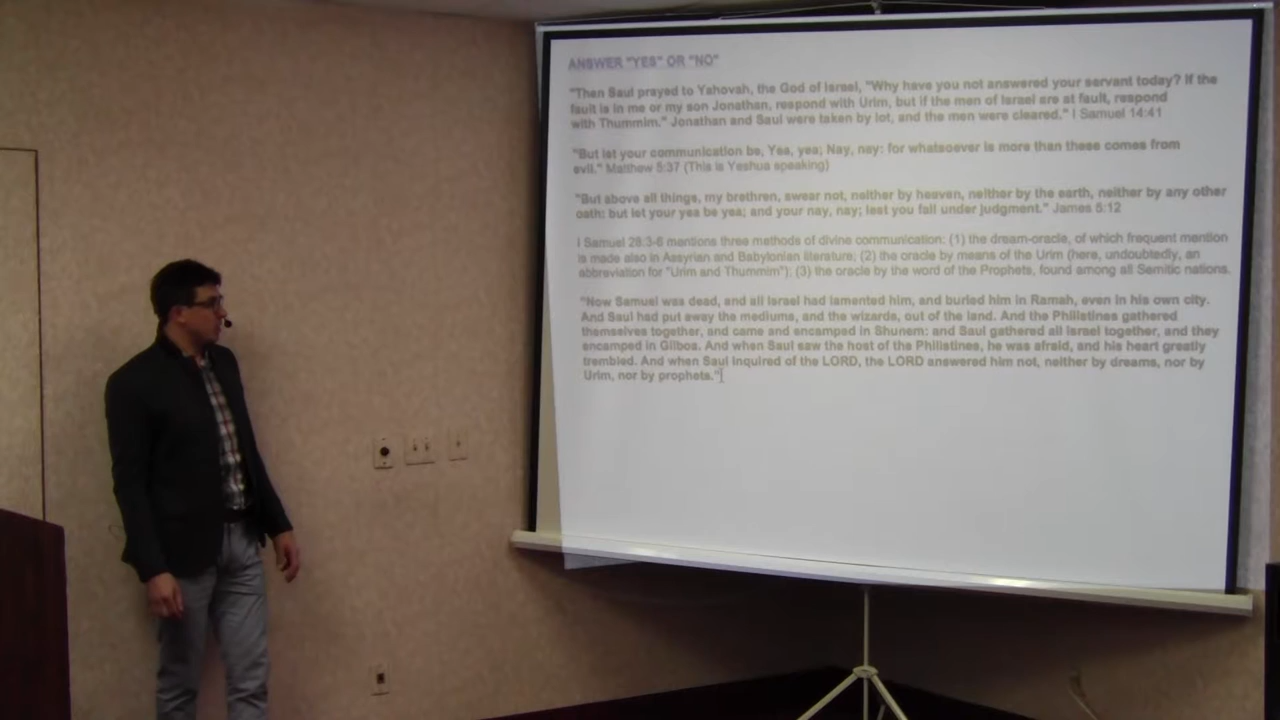 ANSWER "YES" OR "NO"
"Then Saul prayed to Yahovah, the God of Israel, "Why have you not answered your servant today? If the
fault is in me or my son Jonathan, respond with Urim, but if the men of Israel are at fault, respond
with Thummim." Jonathan and Saul were taken by lot, and the men were cleared." I Samuel 14:41
"But let your communication be, Yea, yea; Nay, nay: for whatsoever is more than these comes from
evil." Matthew 5:37 (This is Yeshua speaking)
"But above all things, my brethren, swear not, neither by heaven, neither by the earth, neither by any other
oath: but let your yea be yea; and your nay, nay; lest you fall under judgment." James 5:12
I Samuel 28:3-6 mentions three methods of divine communication: (1) the dream-oracle, of which frequent mention
is made also in Assyrian and Babylonian literature; (2) the oracle by means of the Urim (here, undoubtedly, an
abbreviation for "Urim and Thummim"); (3) the oracle by the word of the Prophets, found among all Semitic nations.
"Now Samuel was dead, and all Israel had lamented him, and buried him in Ramah, even in his own city.
And Saul had put away the mediums, and the wizards, out of the land. And the Philistines gathered
themselves together, and came and encamped in Shunem: and Saul gathered all Israel together, and they
encamped in Gilboa. And when Saul saw the host of the Philistines, he was afraid, and his heart greatly
trembled. And when Saul inquired of the LORD, the LORD answered him not, neither by dreams, nor by
Urim, nor by prophets."